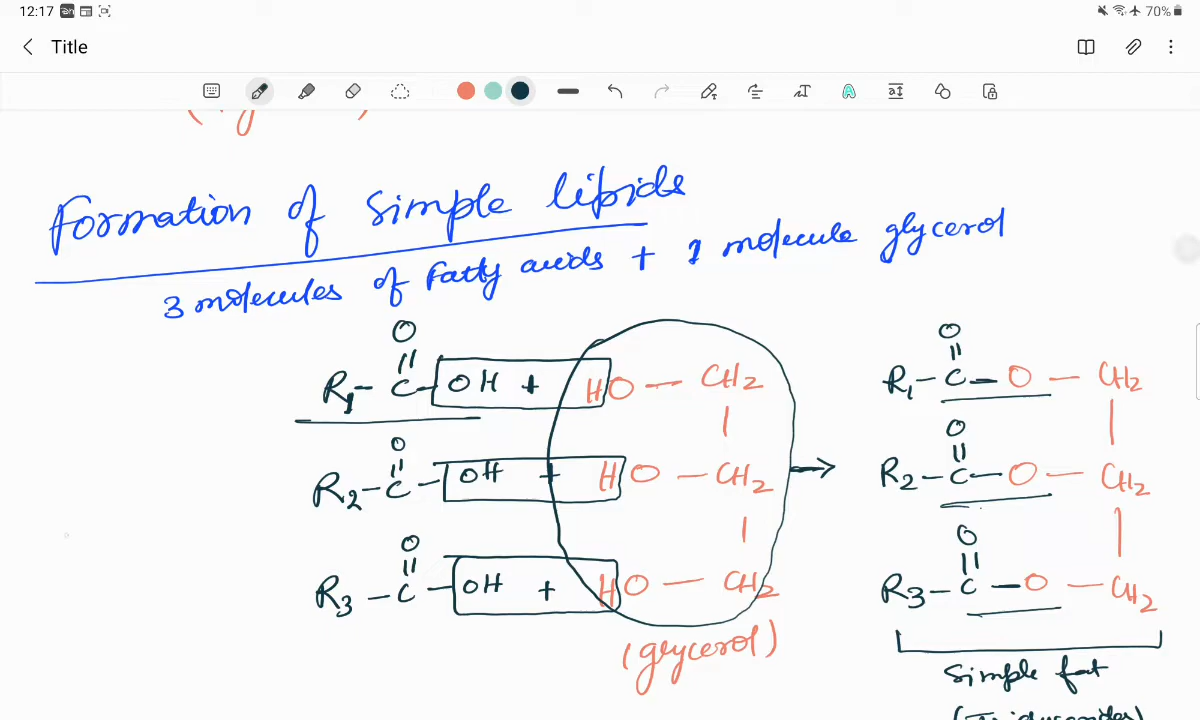 12:17 70%
Title
Formation of Simple lipids
3 molecules of Fatty acids + 1 molecule glycerol
O O
R1 – C – OH + HO — CH2 R1 – C – O — CH2
O O
R2 – C – OH + HO — CH2 → R2 – C – O — CH2
O O
R3 – C – OH + HO — CH2 R3 – C – O — CH2
(glycerol)
Simple fat